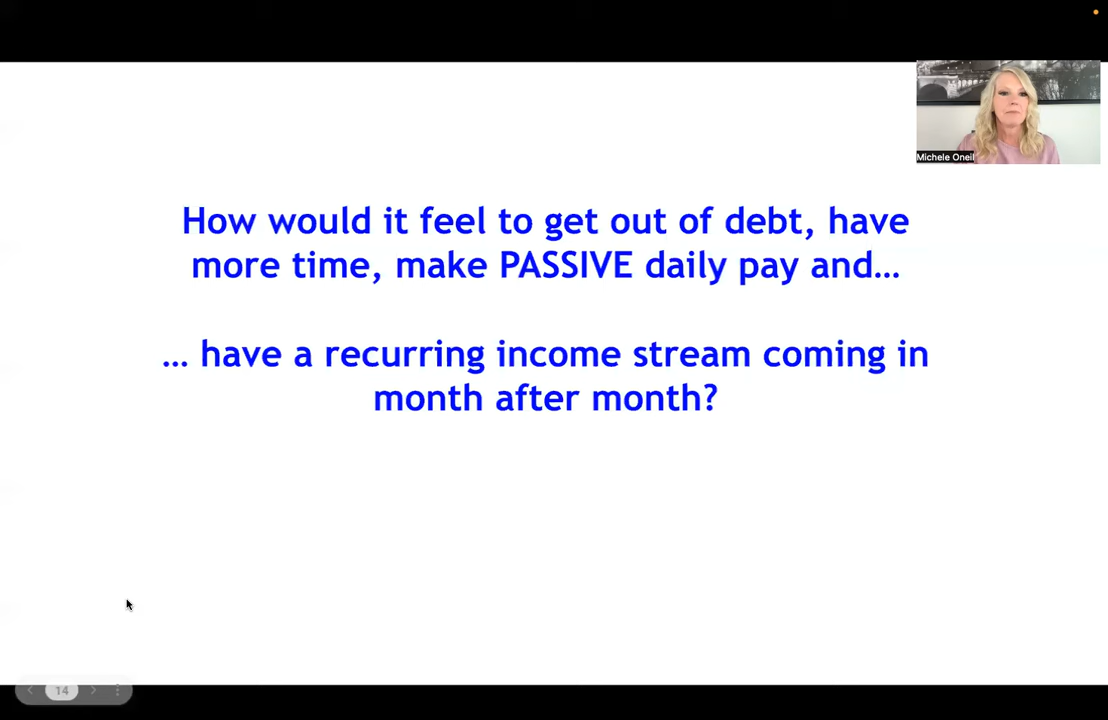 Michele Oneil
How would it feel to get out of debt, have
more time, make PASSIVE daily pay and…
… have a recurring income stream coming in
month after month?
14